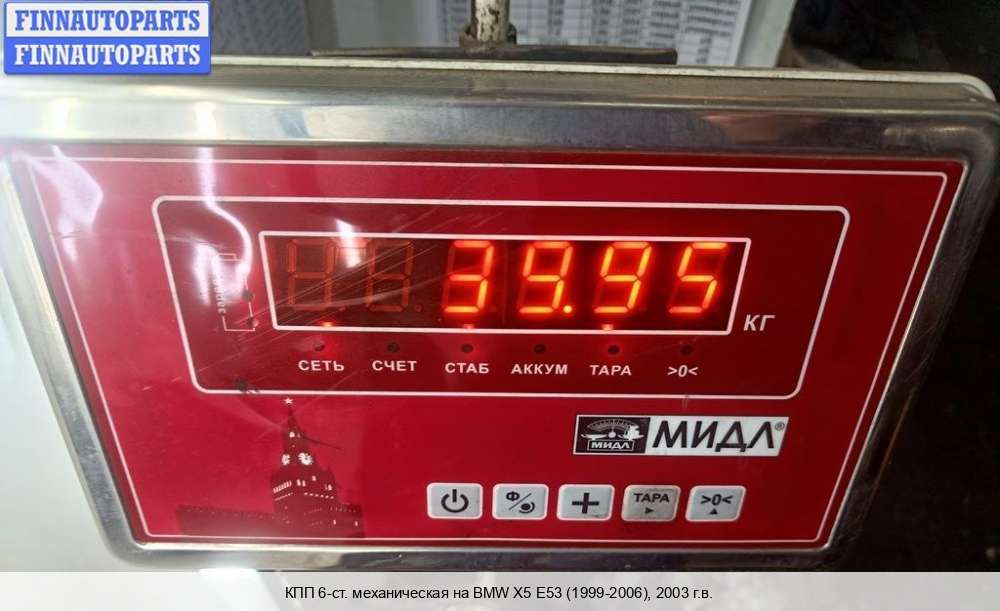 FINNAUTOPARTS
FINNAUTOPARTS
39.95
КГ
СЕТЬ СЧЕТ СТАБ АККУМ ТАРА >0<
МИДЛ МИДЛ®
Ф ТАРА >0<
КПП 6-ст. механическая на BMW X5 E53 (1999-2006), 2003 г.в.